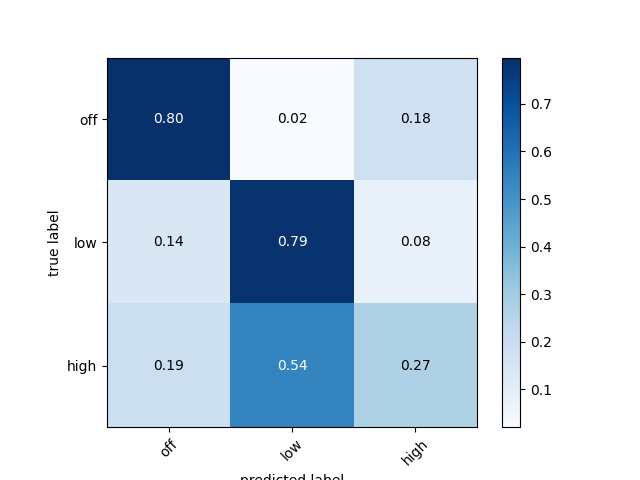 off 0.80 0.02 0.18
low 0.14 0.79 0.08
high 0.19 0.54 0.27
true label
off low high
predicted label
0.7
0.6
0.5
0.4
0.3
0.2
0.1